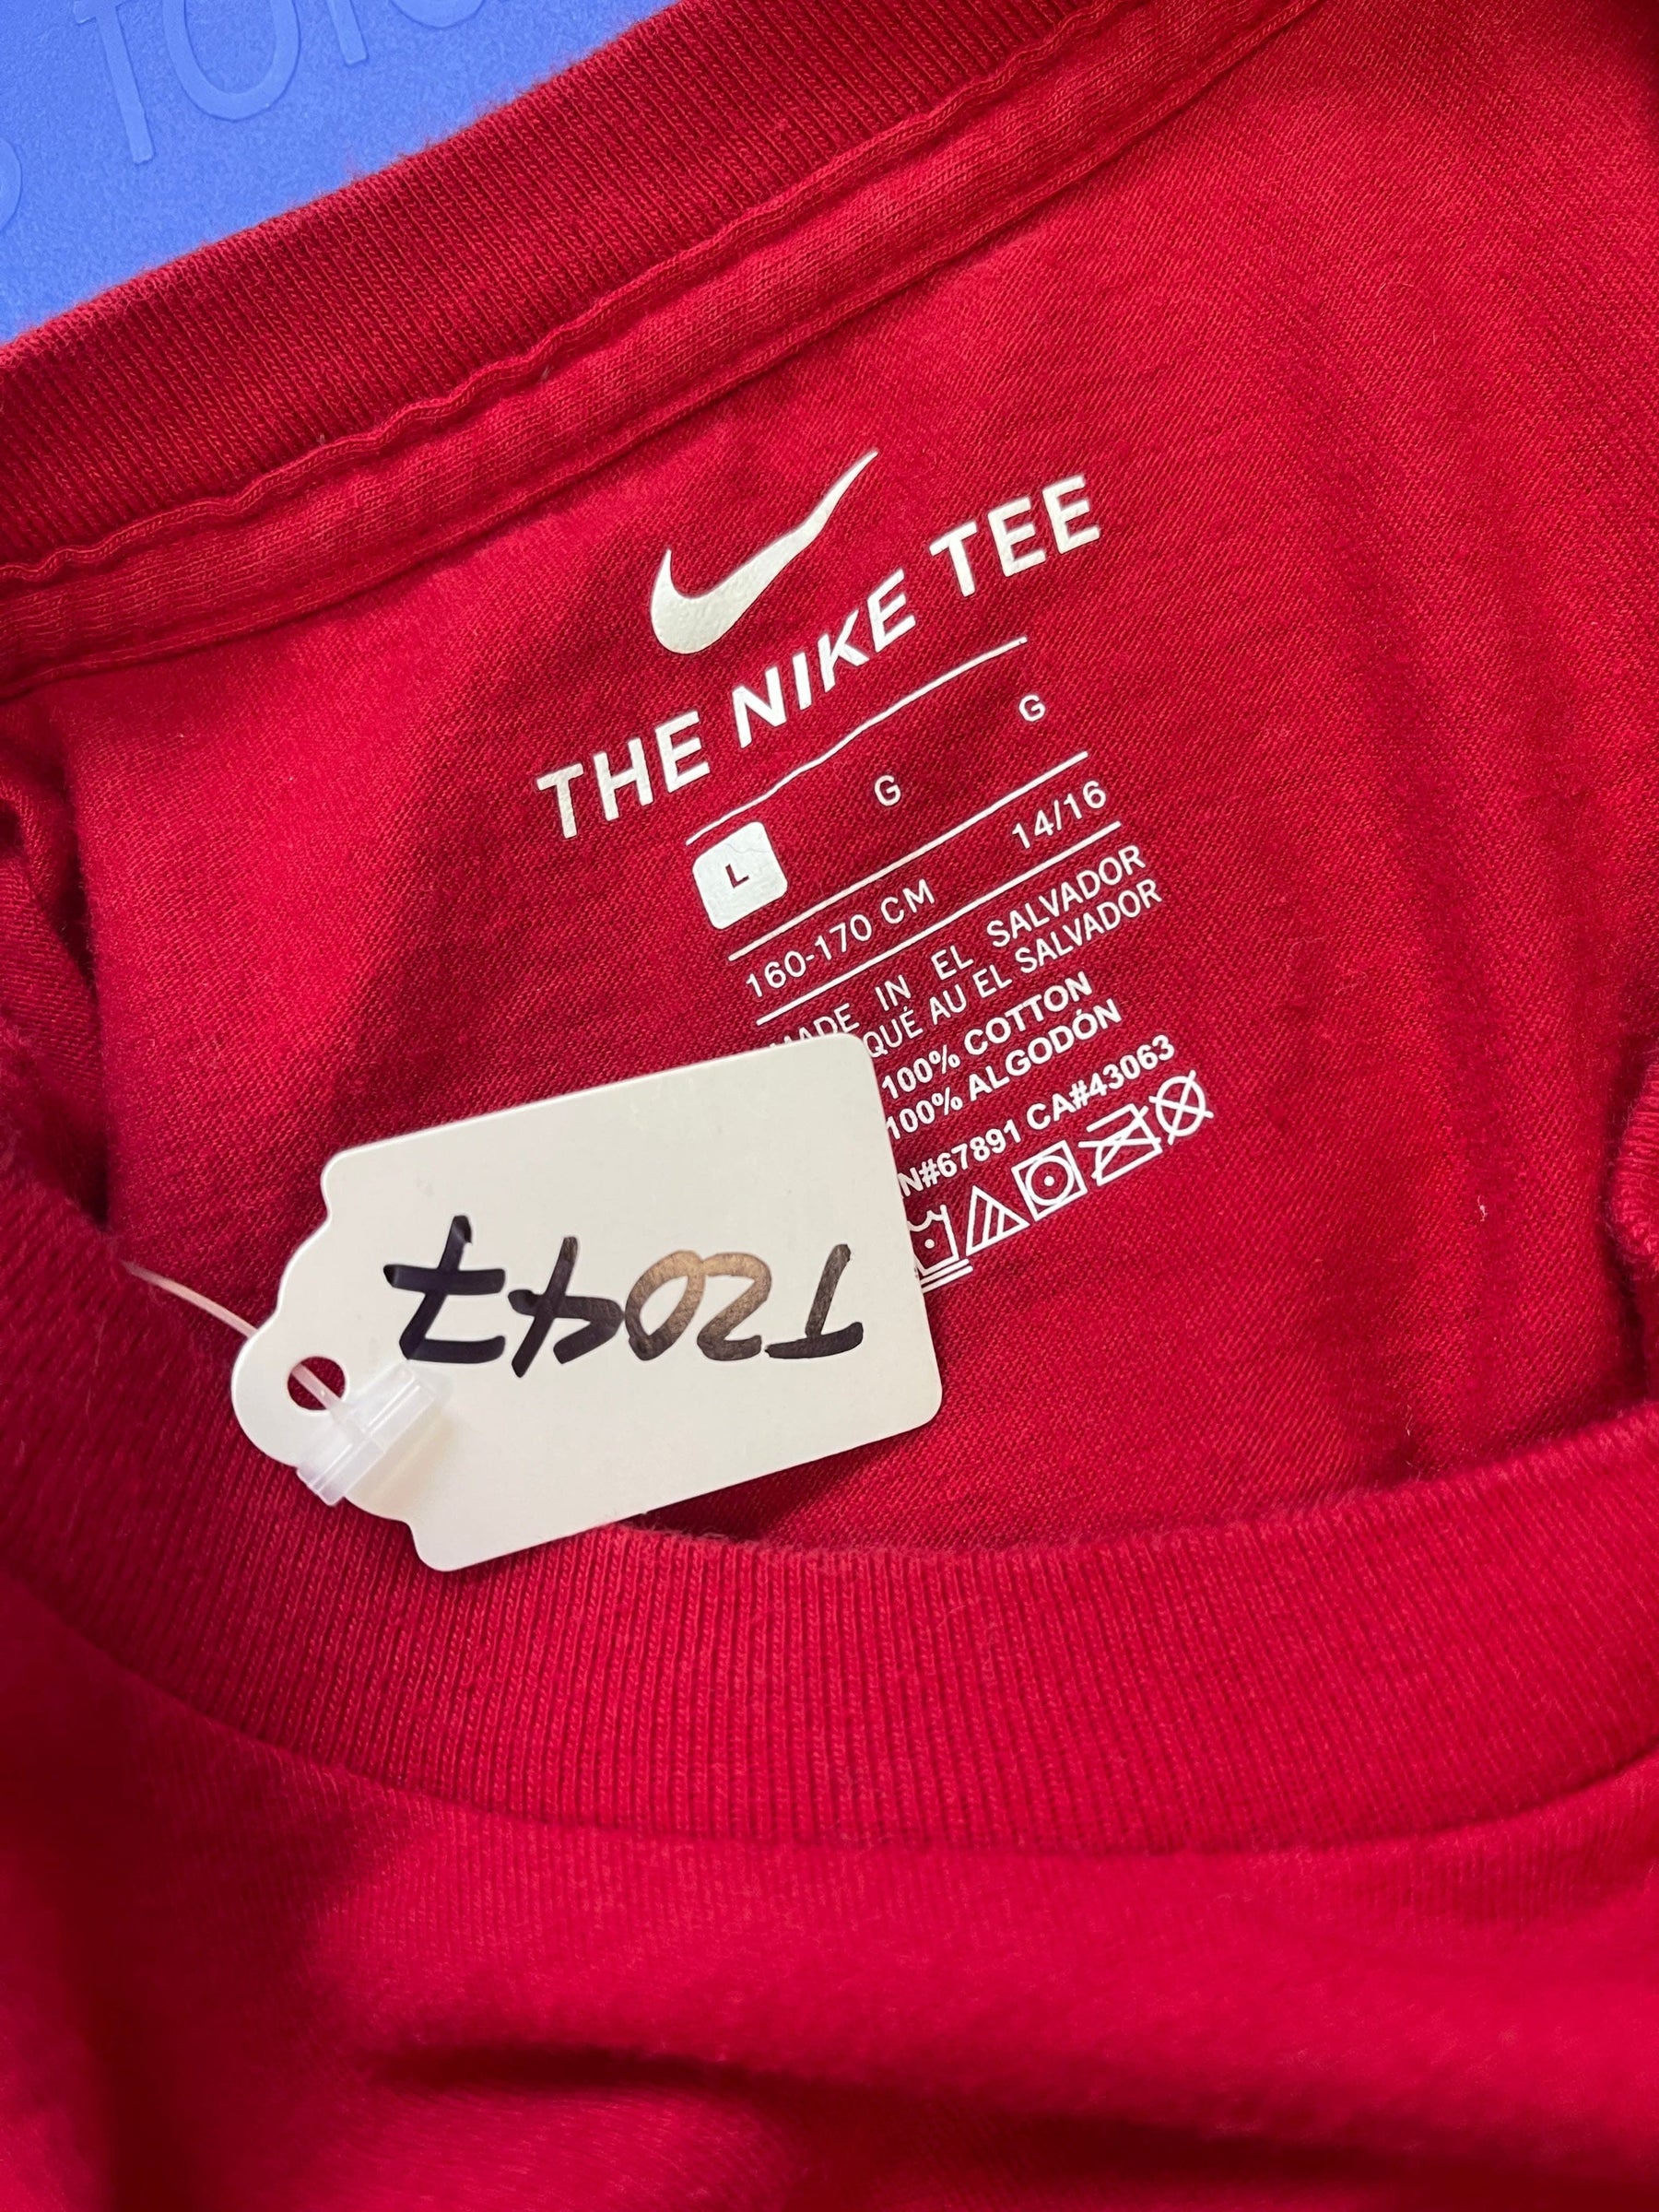 THE NIKE TEE
L G G
160-170 CM 14/16
MADE IN EL SALVADOR
QUÉ AU EL SALVADOR
100% COTTON
100% ALGODÓN
N#67891 CA#43063
T2047